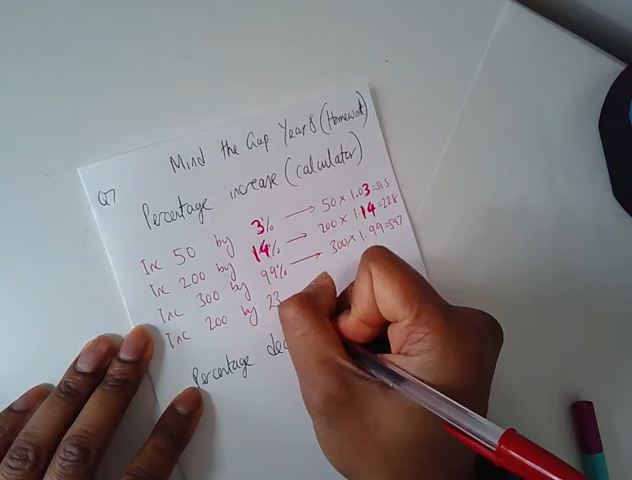 Mind the Gap Year 8 (Homework)
Q7
Percentage increase (calculator)
Inc 50 by 3% → 50 × 1.03 = 51.5
Inc 200 by 14% → 200 × 1.14 = 228
Inc 300 by 99% → 300 × 1.99 = 597
Inc 200 by 23
Percentage dec